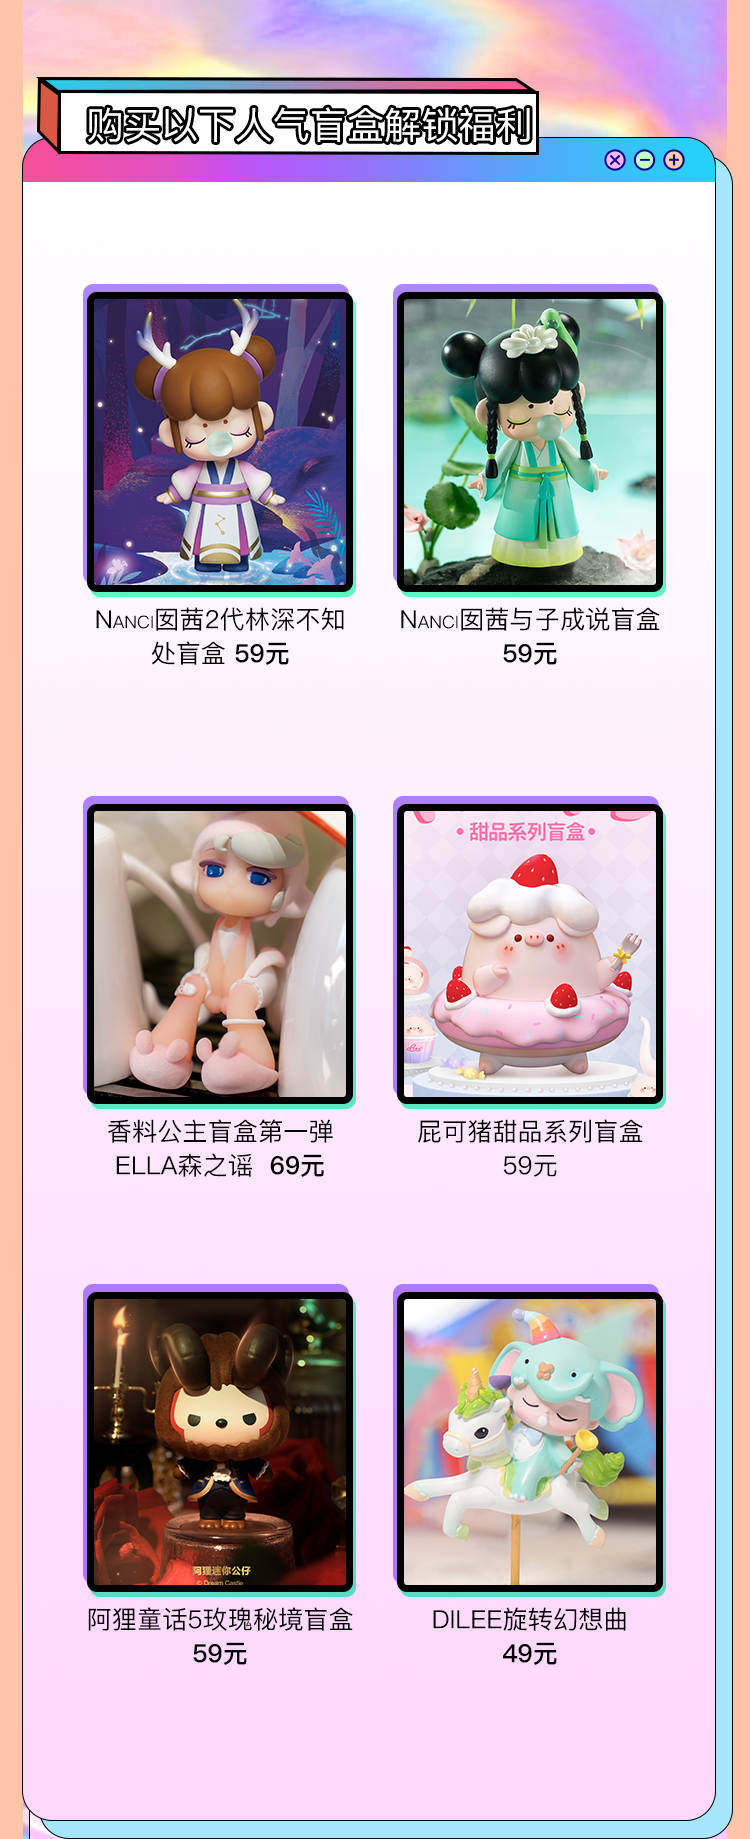 购买以下人气盲盒解锁福利
NANCI囡茜2代林深不知
处盲盒 59元
NANCI囡茜与子成说盲盒
59元
•甜品系列盲盒•
香料公主盲盒第一弹
ELLA森之谣 69元
屁可猪甜品系列盲盒
59元
阿狸迷你公仔
© Dream Castle
阿狸童话5玫瑰秘境盲盒
59元
DILEE旋转幻想曲
49元